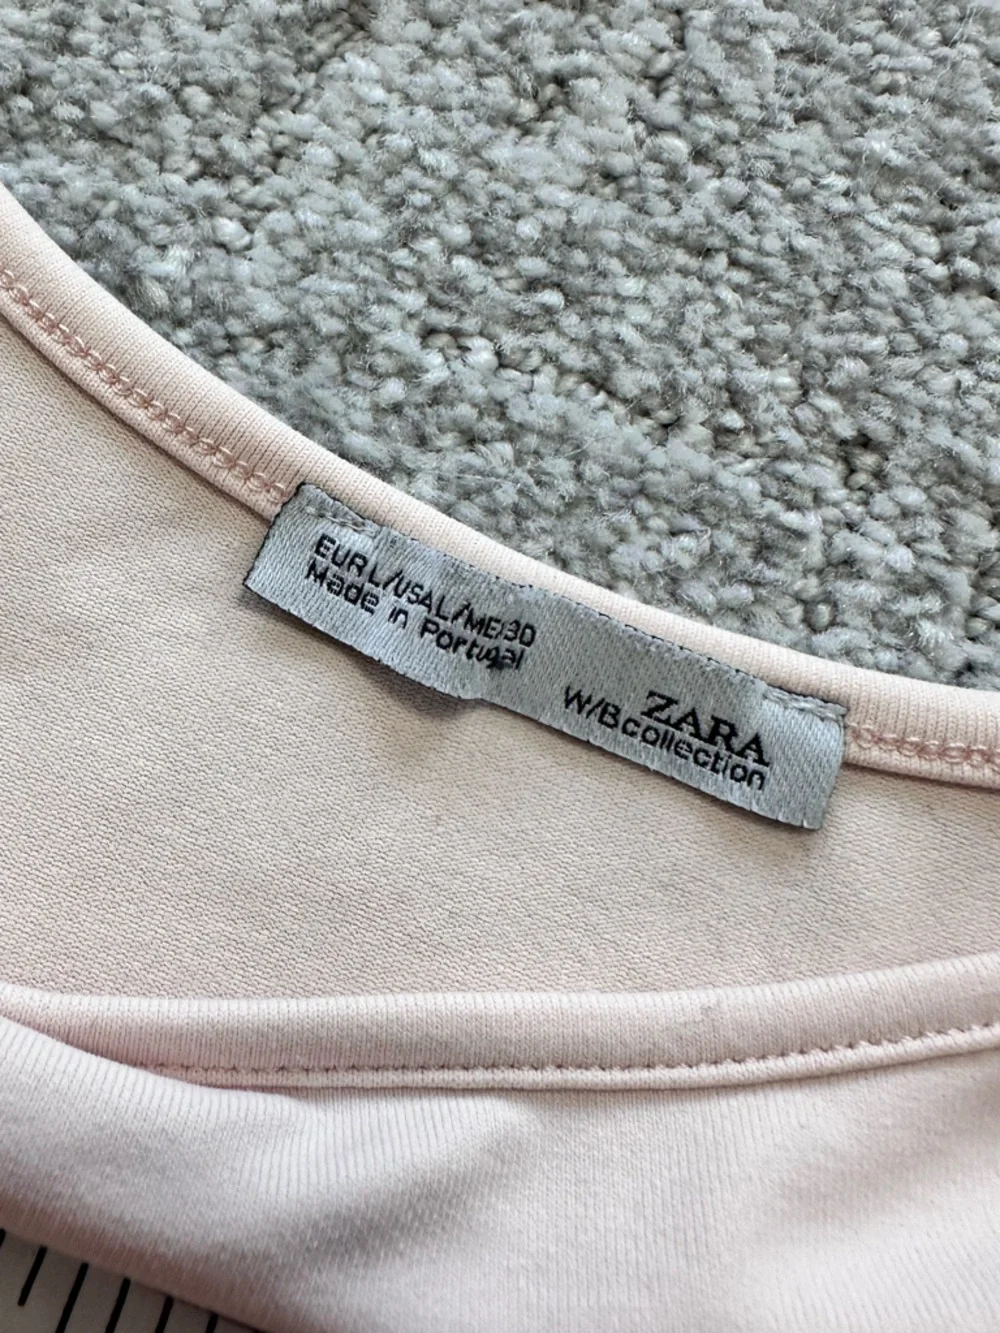 EUR L/USA L/MEX 30
Made in Portugal
ZARA
W/B collection